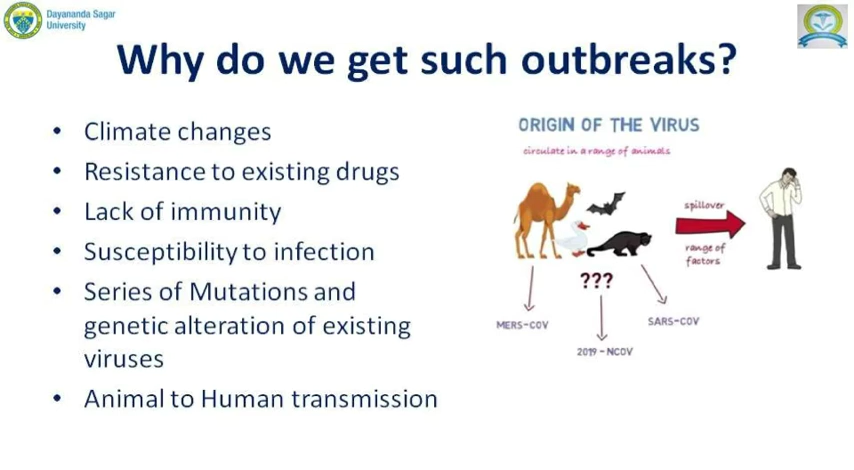 Dayananda Sagar
University
Why do we get such outbreaks?
• Climate changes
• Resistance to existing drugs
• Lack of immunity
• Susceptibility to infection
• Series of Mutations and
genetic alteration of existing
viruses
• Animal to Human transmission
ORIGIN OF THE VIRUS
circulate in a range of animals
spillover
range of
factors
???
MERS-COV
SARS-COV
2019-NCOV